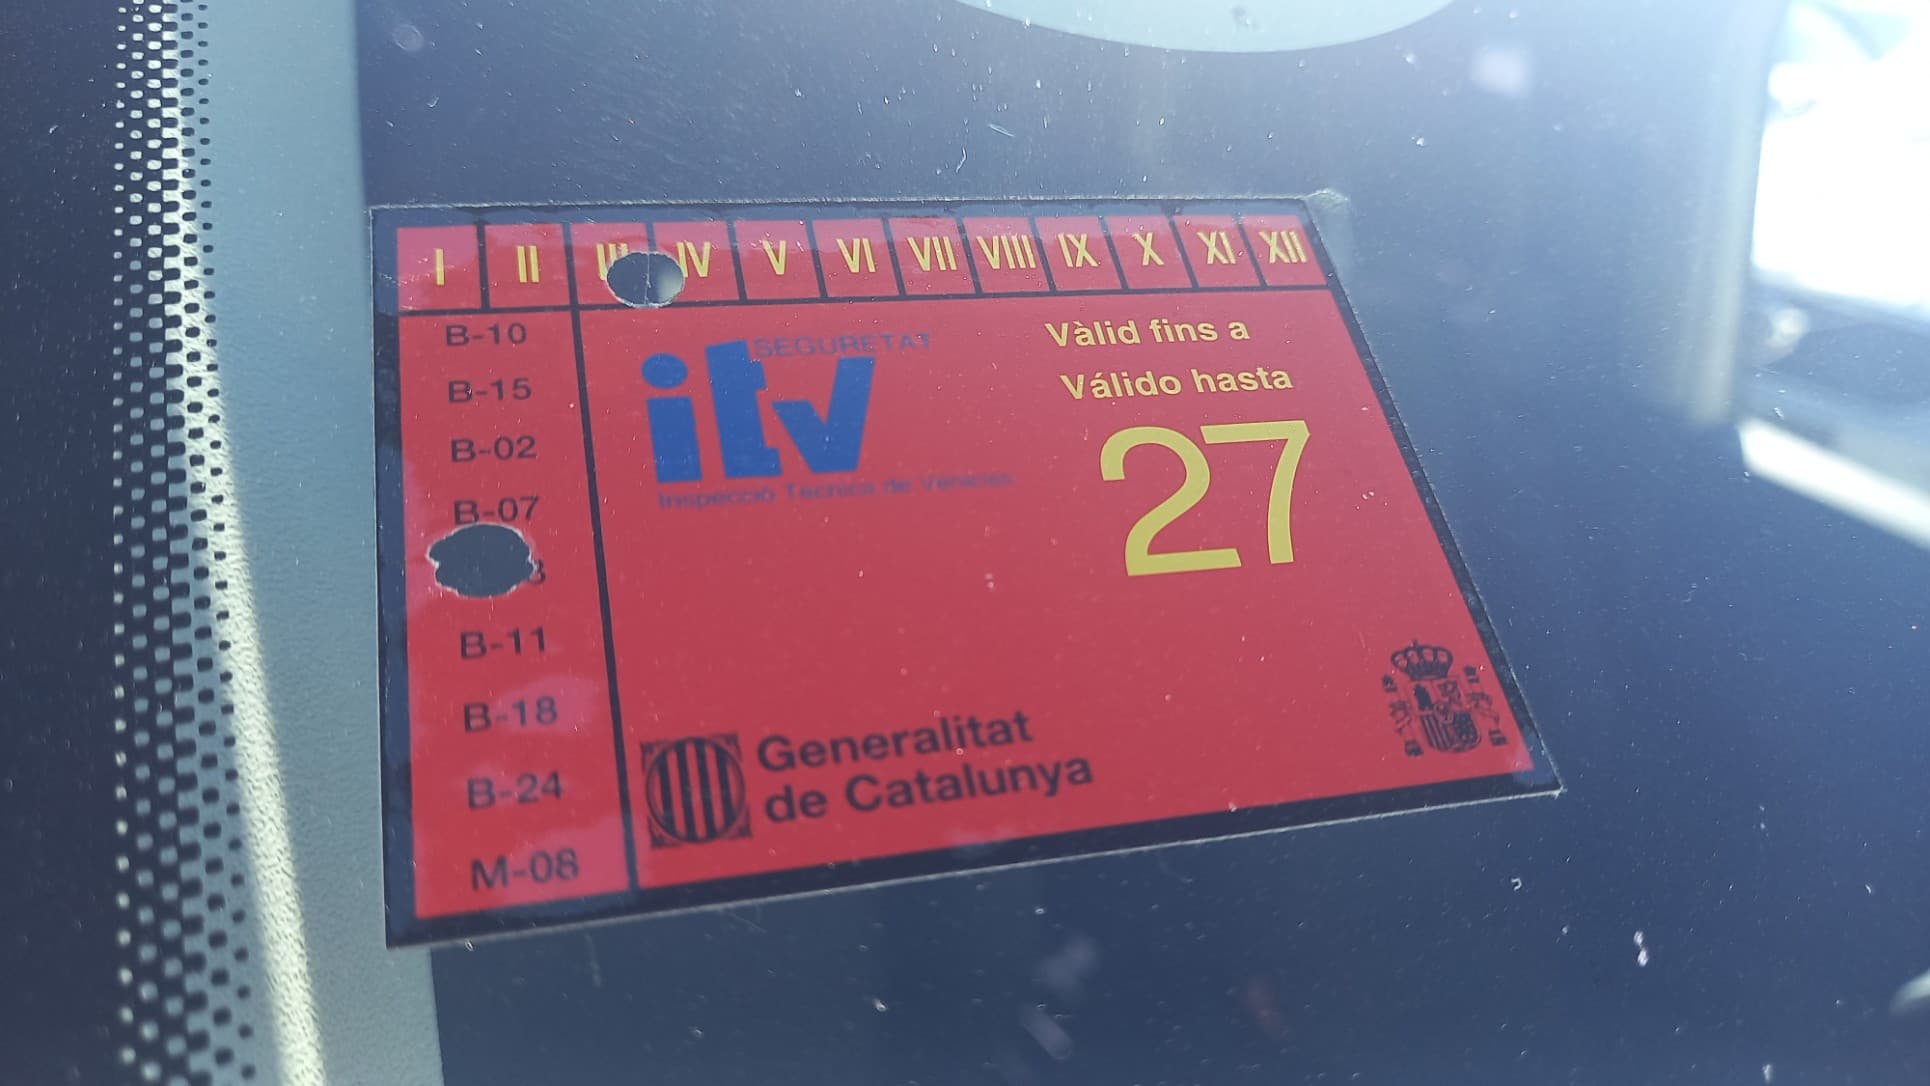 I II III IV V VI VII VIII IX X XI XII
B-10
B-15
B-02
B-07
B-11
B-18
B-24
M-08
SEGURETAT
itv
Inspecció Tècnica de Vehicles
Vàlid fins a
Válido hasta
27
Generalitat
de Catalunya